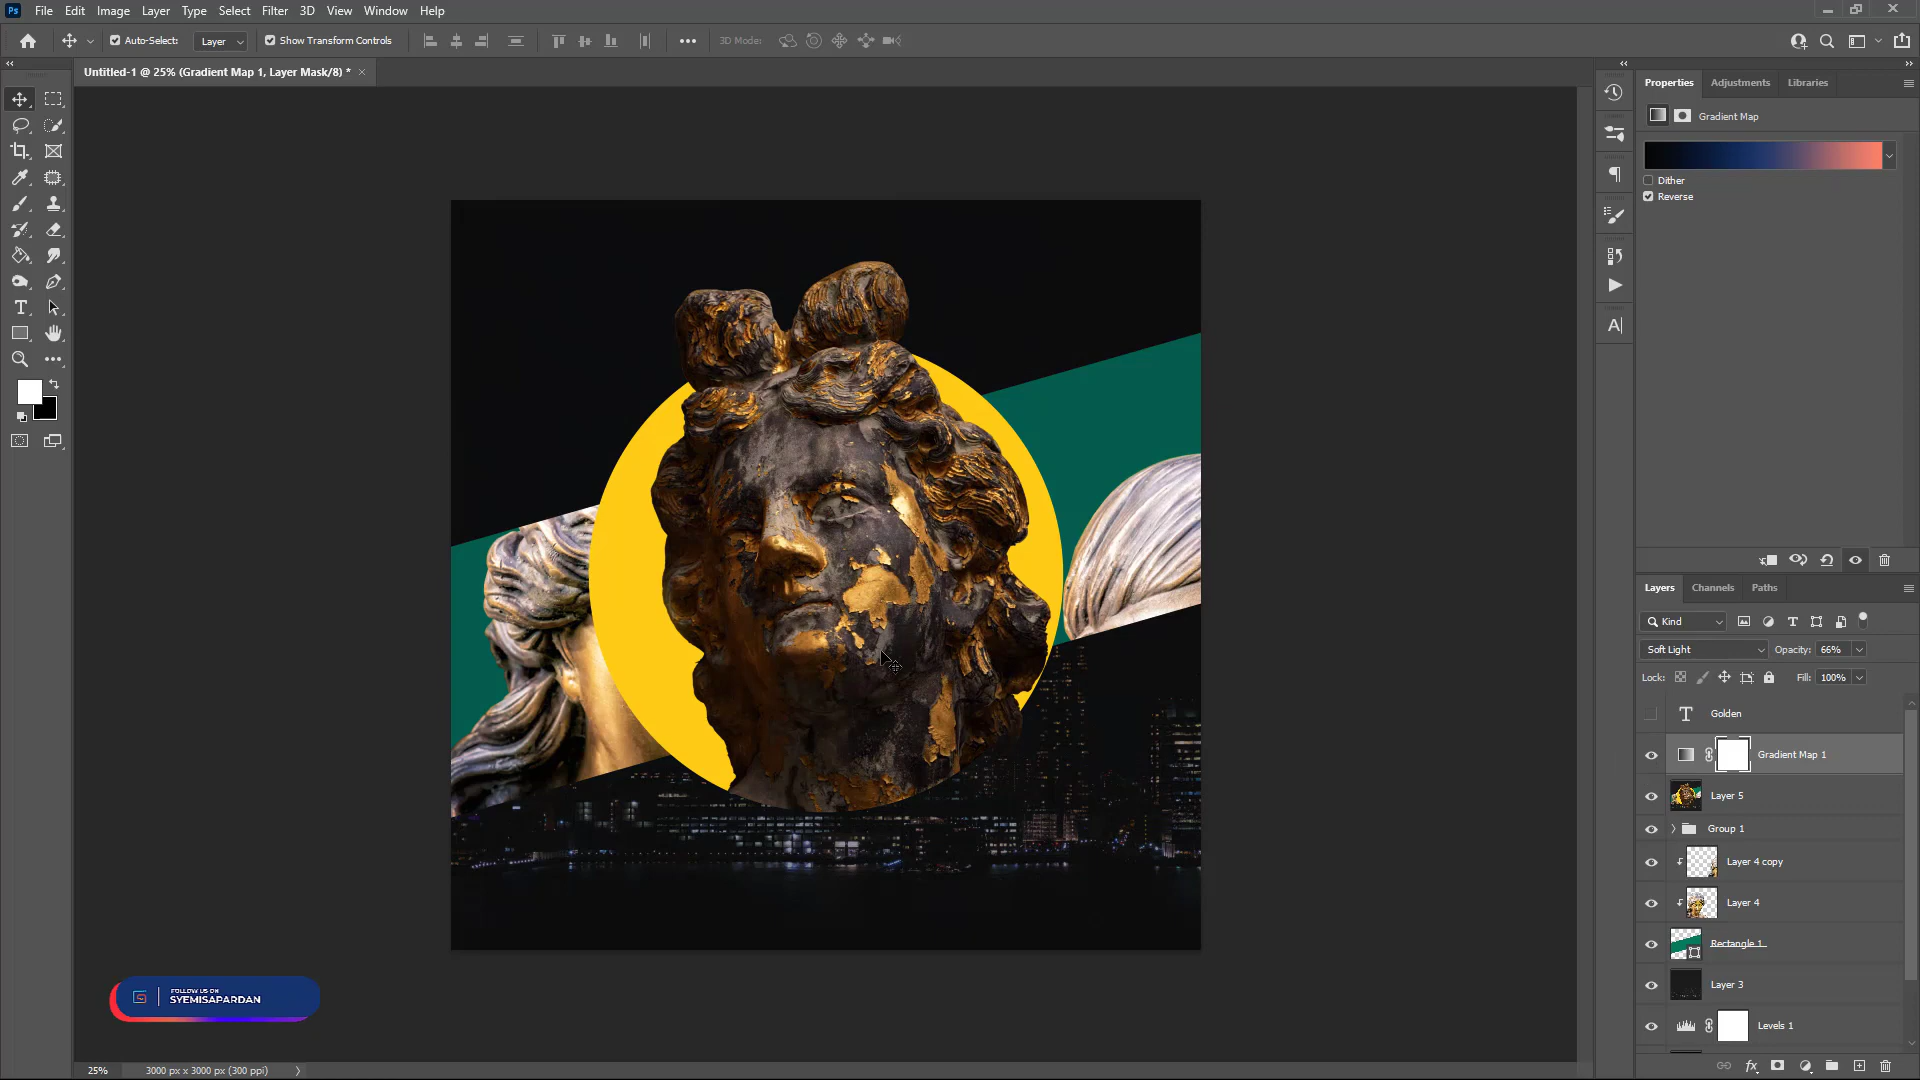 Ps File Edit Image Layer Type Select Filter 3D View Window Help
Auto-Select: Layer Show Transform Controls 3D Mode:
Untitled-1 @ 25% (Gradient Map 1, Layer Mask/8) *
Properties Adjustments Libraries
Gradient Map
Dither
Reverse
Layers Channels Paths
Kind
Soft Light Opacity: 66%
Lock: Fill: 100%
Golden
Gradient Map 1
Layer 5
Group 1
Layer 4 copy
Layer 4
Rectangle 1
Layer 3
Levels 1
FOLLOW US ON
SYEMISAPARDAN
25% 3000 px x 3000 px (300 ppi)